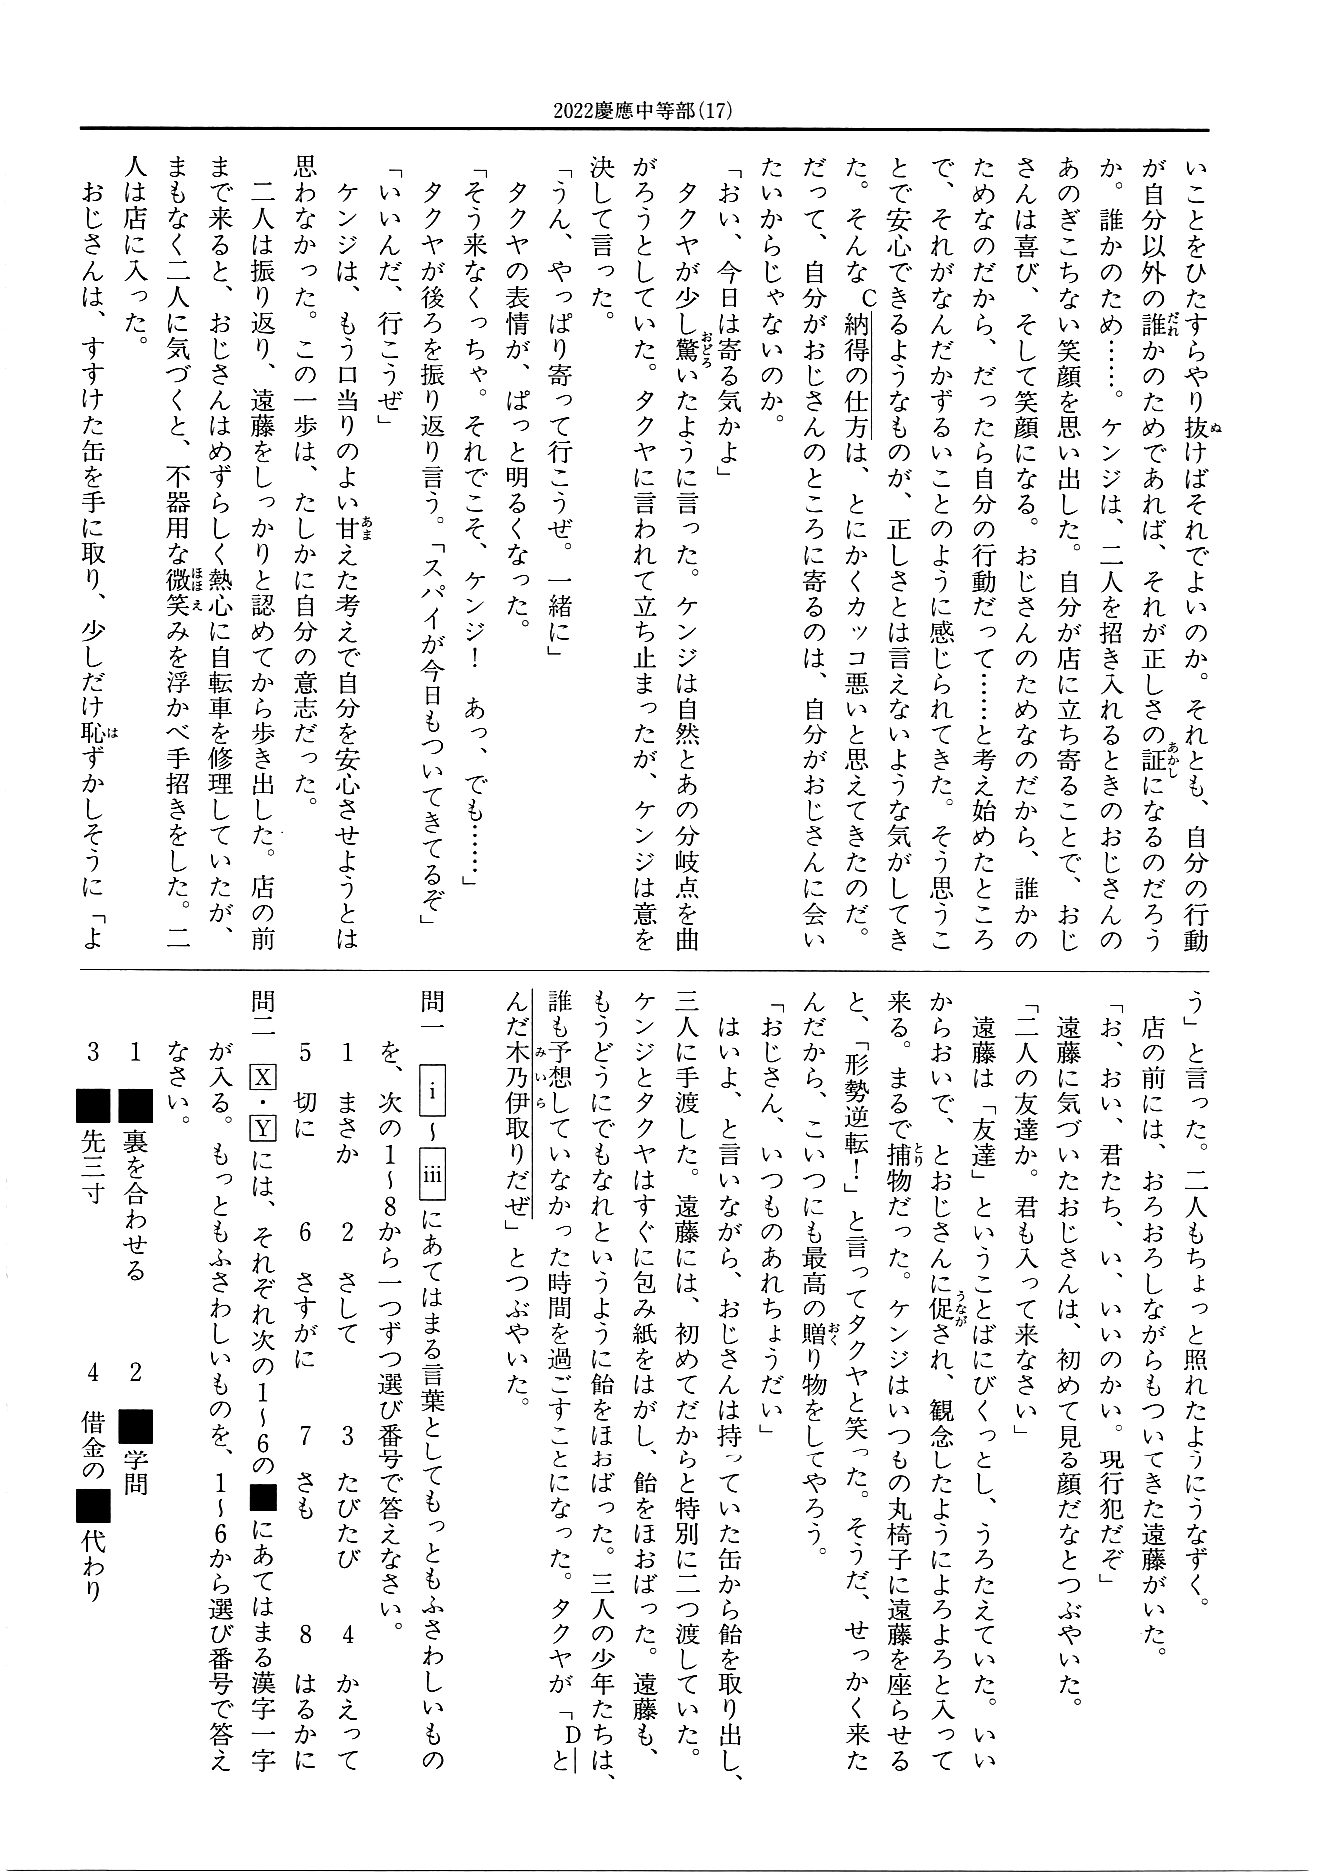 2022慶應中等部(17)
いことをひたすらやり抜けばそれでよいのか。それとも、自分の行動
が自分以外の誰かのためであれば、それが正しさの証になるのだろう
か。誰かのため……。ケンジは、二人を招き入れるときのおじさんの
あのぎこちない笑顔を思い出した。自分が店に立ち寄ることで、おじ
さんは喜び、そして笑顔になる。おじさんのためなのだから、誰かの
ためなのだから、だったら自分の行動だって……と考え始めたところ
で、それがなんだかずるいことのように感じられてきた。そう思うこ
とで安心できるようなものが、正しさとは言えないような気がしてき
た。そんなC納得の仕方は、とにかくカッコ悪いと思えてきたのだ。
だって、自分がおじさんのところに寄るのは、自分がおじさんに会い
たいからじゃないのか。
「おい、今日は寄る気かよ」
タクヤが少し驚いたように言った。ケンジは自然とあの分岐点を曲
がろうとしていた。タクヤに言われて立ち止まったが、ケンジは意を
決して言った。
「うん、やっぱり寄って行こうぜ。一緒に」
タクヤの表情が、ぱっと明るくなった。
「そう来なくっちゃ。それでこそ、ケンジ！　あっ、でも……」
タクヤが後ろを振り返り言う。「スパイが今日もついてきてるぞ」
「いいんだ、行こうぜ」
ケンジは、もう口当りのよい甘えた考えで自分を安心させようとは
思わなかった。この一歩は、たしかに自分の意志だった。
二人は振り返り、遠藤をしっかりと認めてから歩き出した。店の前
まで来ると、おじさんはめずらしく熱心に自転車を修理していたが、
まもなく二人に気づくと、不器用な微笑みを浮かべ手招きをした。二
人は店に入った。
おじさんは、すすけた缶を手に取り、少しだけ恥ずかしそうに「よ
う」と言った。二人もちょっと照れたようにうなずく。
店の前には、おろおろしながらもついてきた遠藤がいた。
「お、おい、君たち、い、いいのかい。現行犯だぞ」
遠藤に気づいたおじさんは、初めて見る顔だなとつぶやいた。
「二人の友達か。君も入って来なさい」
遠藤は「友達」ということばにびくっとし、うろたえていた。いい
からおいで、とおじさんに促され、観念したようによろよろと入って
来る。まるで捕物だった。ケンジはいつもの丸椅子に遠藤を座らせる
と、「形勢逆転！」と言ってタクヤと笑った。そうだ、せっかく来た
んだから、こいつにも最高の贈り物をしてやろう。
「おじさん、いつものあれちょうだい」
はいよ、と言いながら、おじさんは持っていた缶から飴を取り出し、
三人に手渡した。遠藤には、初めてだからと特別に二つ渡していた。
ケンジとタクヤはすぐに包み紙をはがし、飴をほおばった。遠藤も、
もうどうにでもなれというように飴をほおばった。三人の少年たちは、
誰も予想していなかった時間を過ごすことになった。タクヤが「Dと
んだ木乃伊取りだぜ」とつぶやいた。
問一　ⅰ～ⅲにあてはまる言葉としてもっともふさわしいもの
を、次の1～8から一つずつ選び番号で答えなさい。
1　まさか　2　さして　3　たびたび　4　かえって
5　切に　6　さすがに　7　さも　8　はるかに
問二　X・Yには、それぞれ次の1～6の■にあてはまる漢字一字
が入る。もっともふさわしいものを、1～6から選び番号で答え
なさい。
1　■裏を合わせる　2　■学問
3　■先三寸　4　借金の■代わり